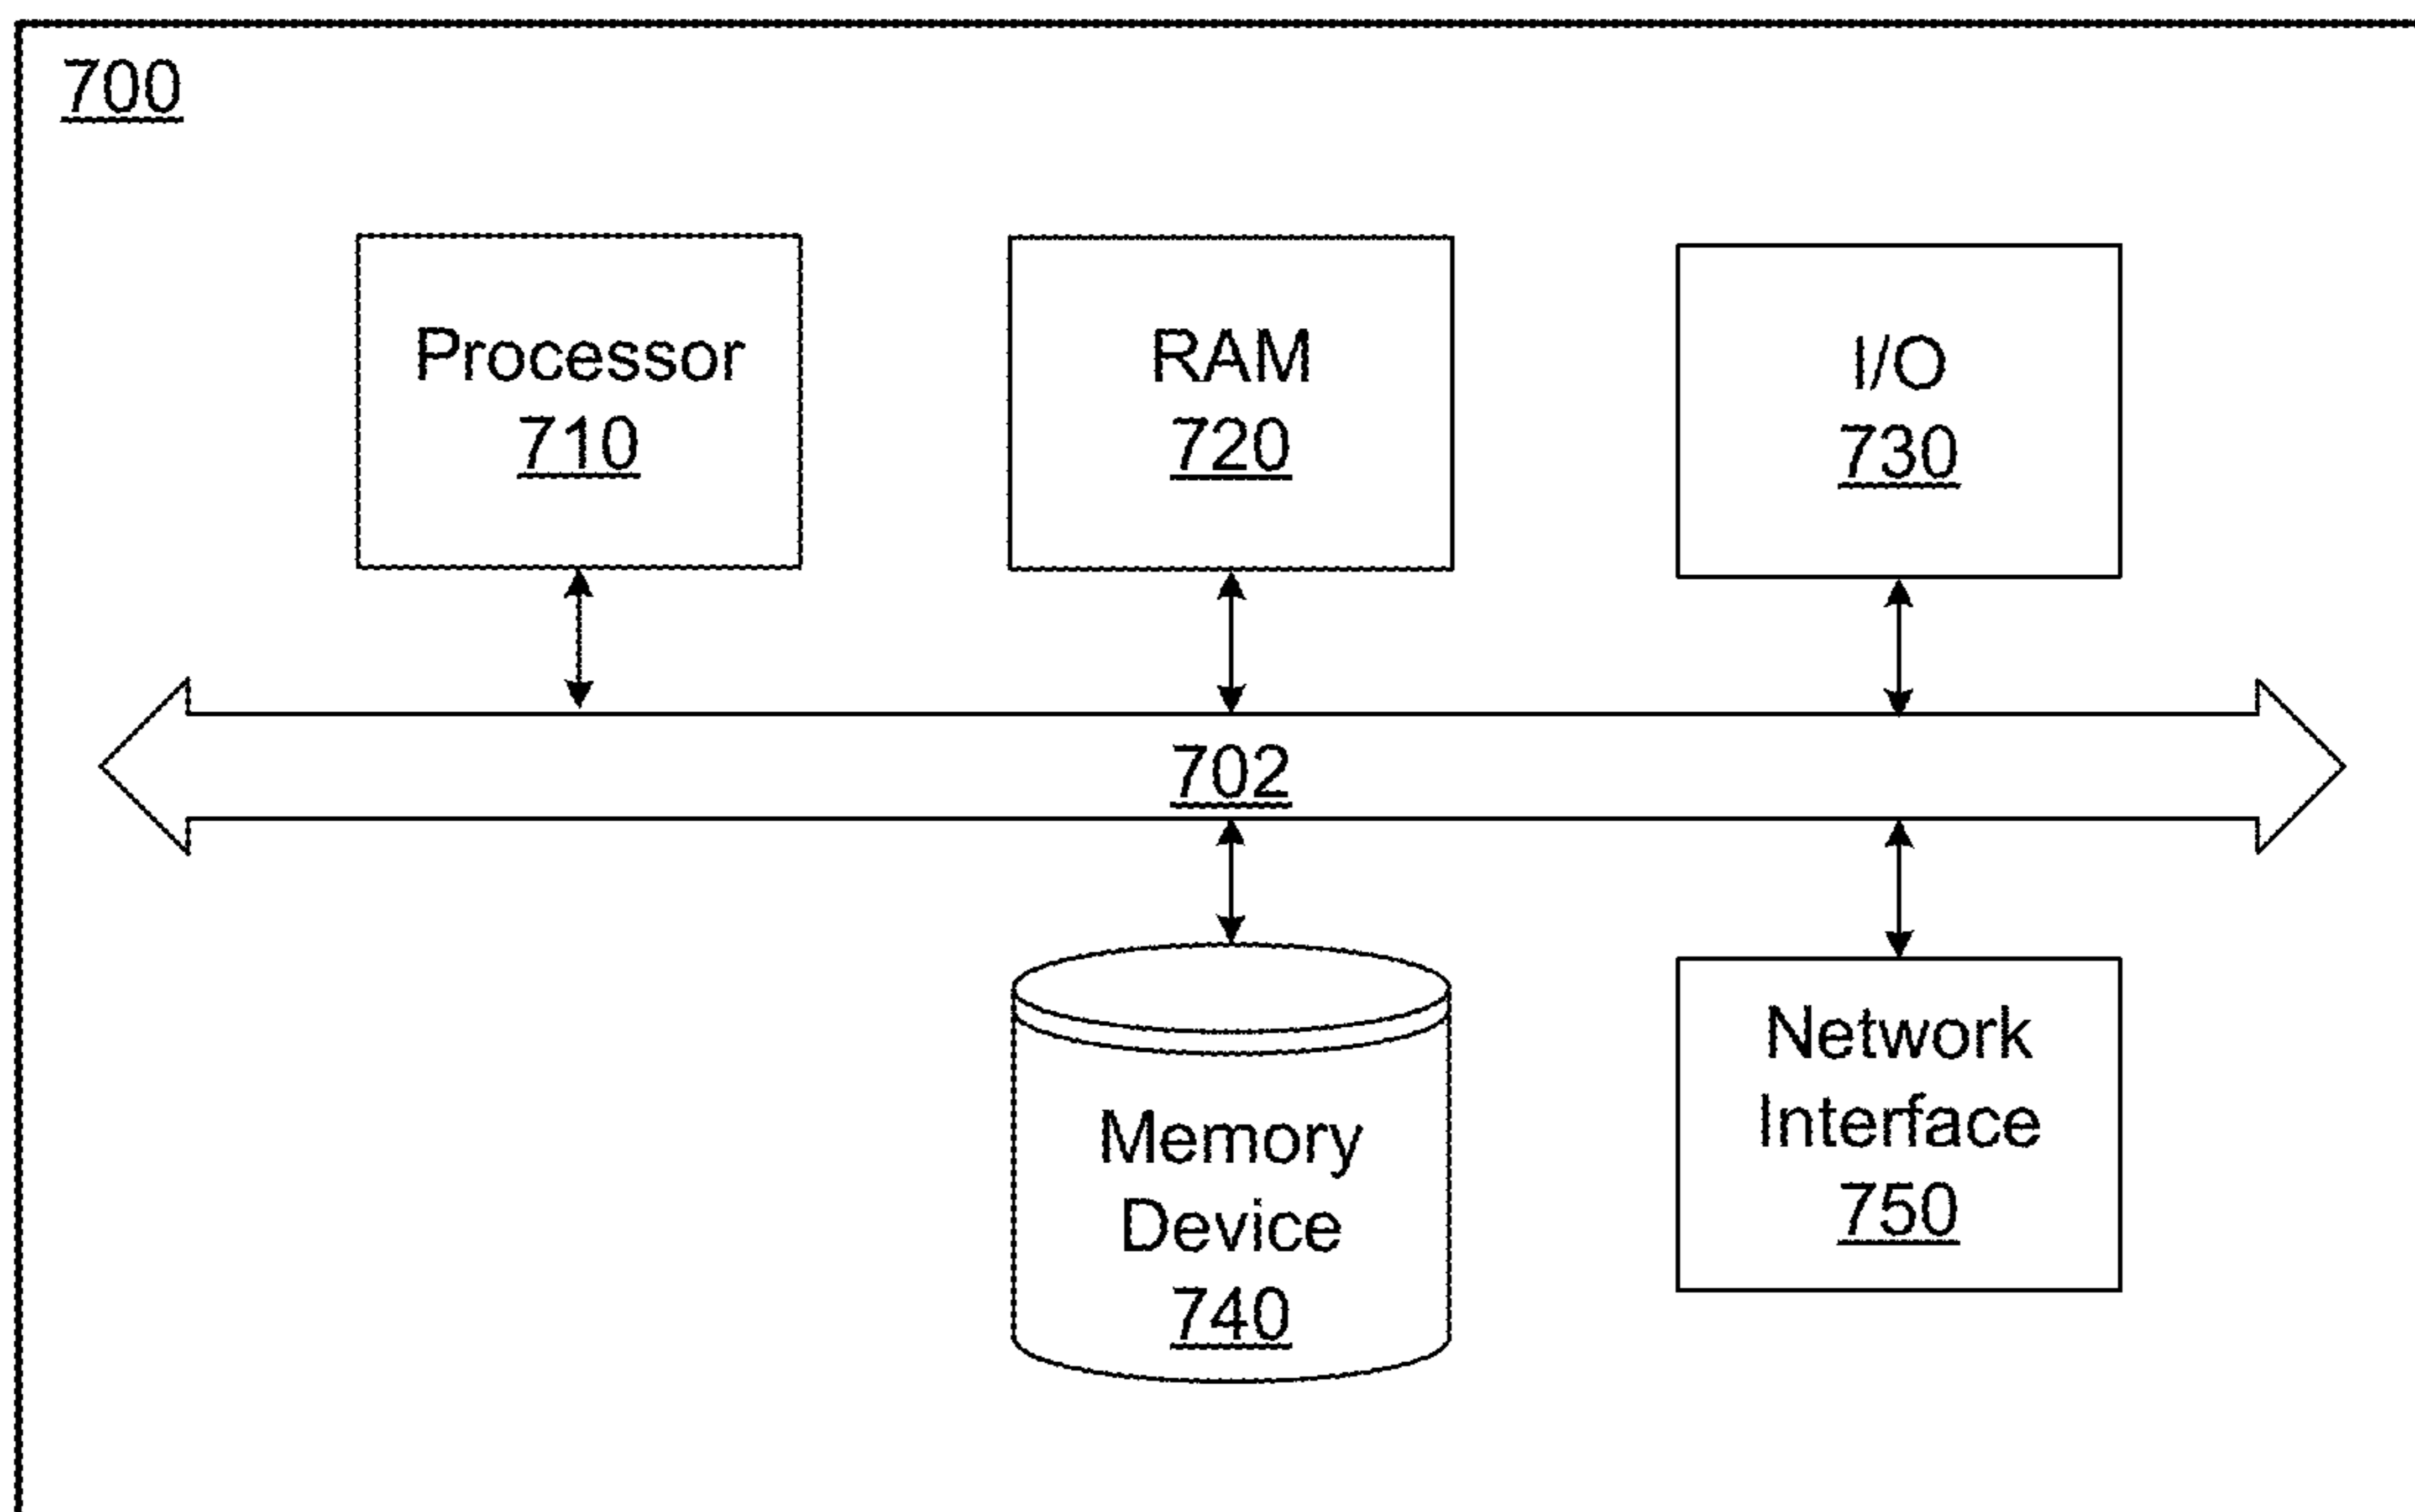 700
Processor
710
RAM
720
I/O
730
702
Memory
Device
740
Network
Interface
750